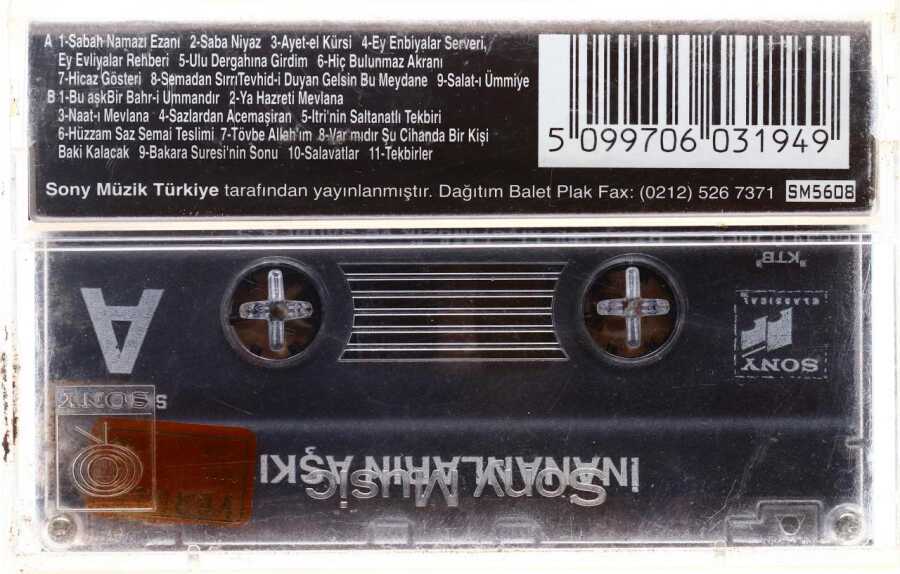 A 1-Sabah Namazı Ezanı 2-Saba Niyaz 3-Ayet-el Kürsi 4-Ey Enbiyalar Serveri,
Ey Evliyalar Rehberi 5-Ulu Dergahına Girdim 6-Hiç Bulunmaz Akranı
7-Hicaz Gösteri 8-Semadan SırrıTevhid-i Duyan Gelsin Bu Meydane 9-Salat-ı Ümmiye
B 1-Bu aşkBir Bahr-i Ummandır 2-Ya Hazreti Mevlana
3-Naat-ı Mevlana 4-Sazlardan Acemaşiran 5-Itri'nin Saltanatlı Tekbiri
6-Hüzzam Saz Semai Teslimi 7-Tövbe Allah'ım 8-Var mıdır Şu Cihanda Bir Kişi
Baki Kalacak 9-Bakara Suresi'nin Sonu 10-Salavatlar 11-Tekbirler
5 099706 031949
Sony Müzik Türkiye tarafından yayınlanmıştır. Dağıtım Balet Plak Fax: (0212) 526 7371 SM5608
"KTB"
A
CLASSICAL
SONY
SONY
İNANANLARIN AŞKI
Sony Music